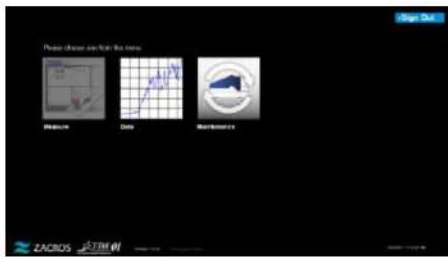 Sign Out
Please choose one from the menu
Measure
Data
Maintenance
ZACROS